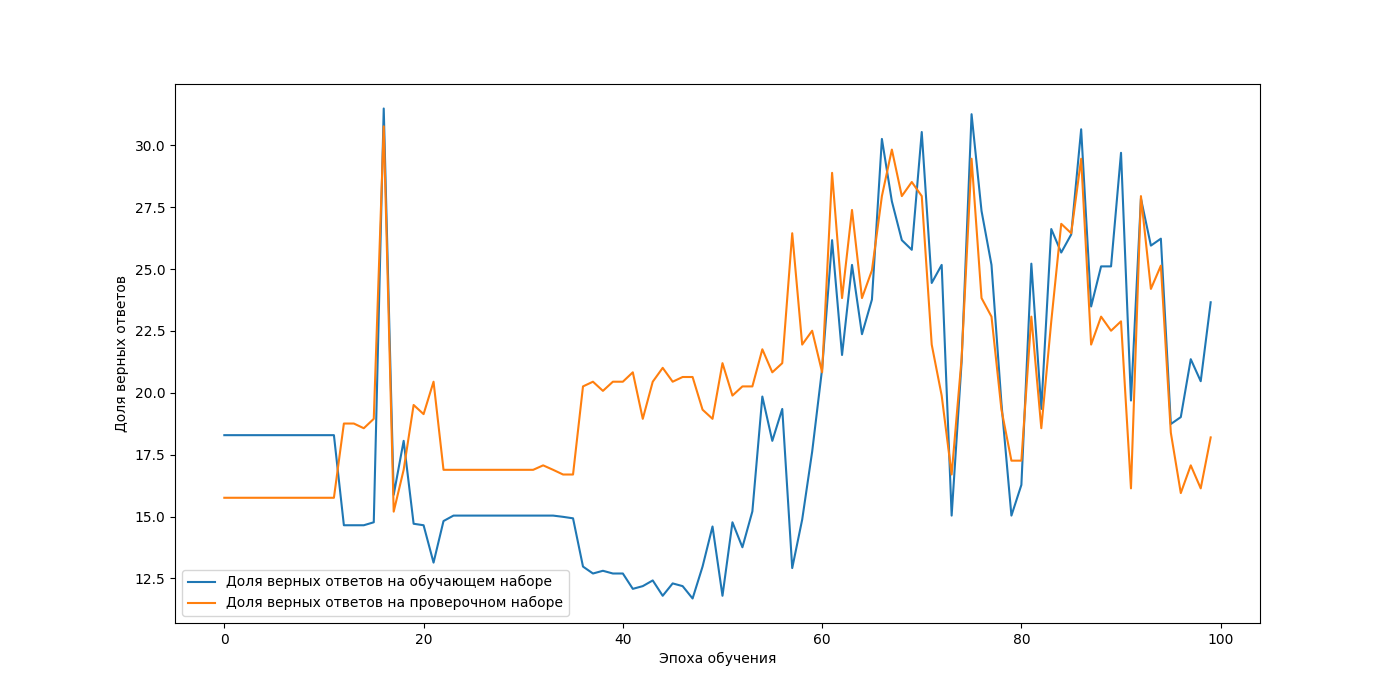 30.0
27.5
25.0
22.5
20.0
17.5
15.0
12.5
Доля верных ответов
Доля верных ответов на обучающем наборе
Доля верных ответов на проверочном наборе
0 20 40 60 80 100
Эпоха обучения